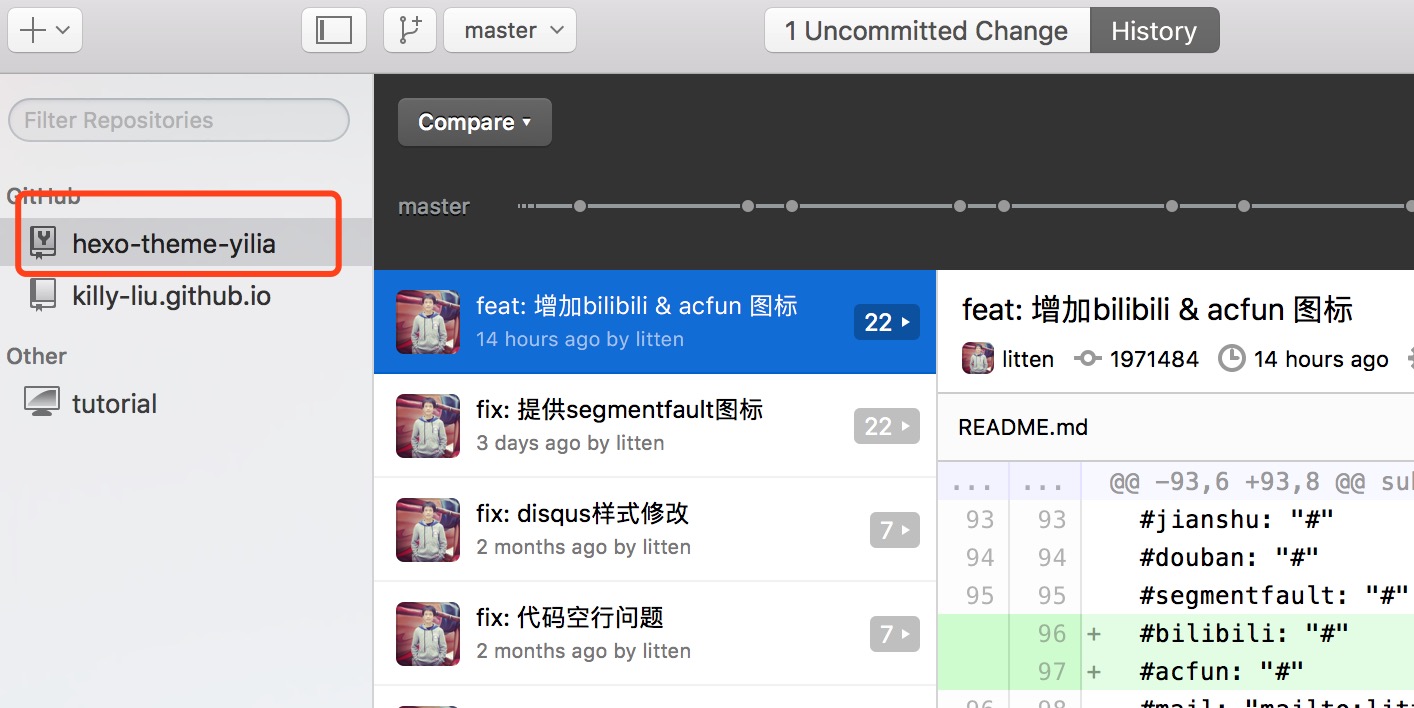 master
1 Uncommitted Change
History
Filter Repositories
GitHub
hexo-theme-yilia
killy-liu.github.io
Other
tutorial
Compare
master
feat: 增加bilibili & acfun 图标
14 hours ago by litten
22
fix: 提供segmentfault图标
3 days ago by litten
22
fix: disqus样式修改
2 months ago by litten
7
fix: 代码空行问题
2 months ago by litten
7
feat: 增加bilibili & acfun 图标
litten 1971484 14 hours ago
README.md
... ... @@ -93,6 +93,8 @@
93 93 #jianshu: "#"
94 94 #douban: "#"
95 95 #segmentfault: "#"
96 + #bilibili: "#"
97 + #acfun: "#"
96 98 #mail: "mailto:lit